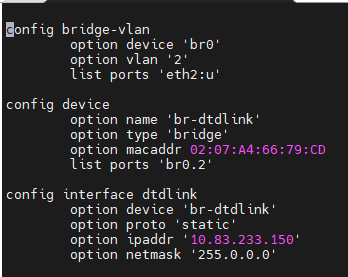 config bridge-vlan
        option device 'br0'
        option vlan '2'
        list ports 'eth2:u'

config device
        option name 'br-dtdlink'
        option type 'bridge'
        option macaddr 02:07:A4:66:79:CD
        list ports 'br0.2'

config interface dtdlink
        option device 'br-dtdlink'
        option proto 'static'
        option ipaddr '10.83.233.150'
        option netmask '255.0.0.0'